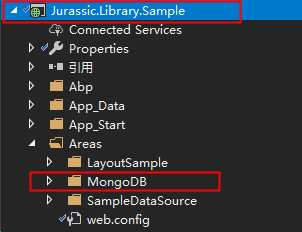 Jurassic.Library.Sample
Connected Services
Properties
引用
Abp
App_Data
App_Start
Areas
LayoutSample
MongoDB
SampleDataSource
web.config